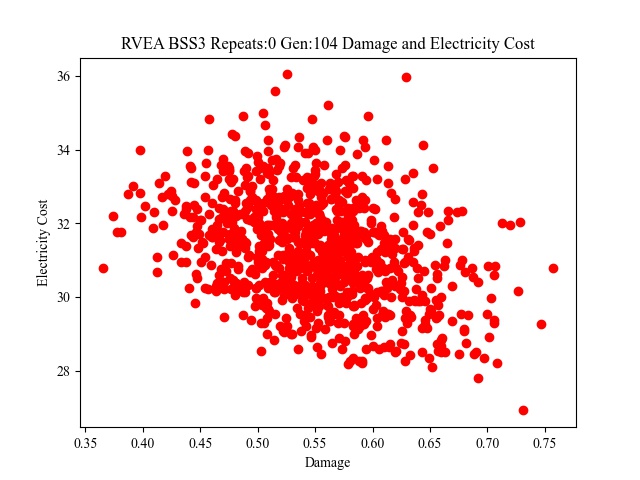 RVEA BSS3 Repeats:0 Gen:104 Damage and Electricity Cost
36
34
32
30
28
Electricity Cost
0.35 0.40 0.45 0.50 0.55 0.60 0.65 0.70 0.75
Damage